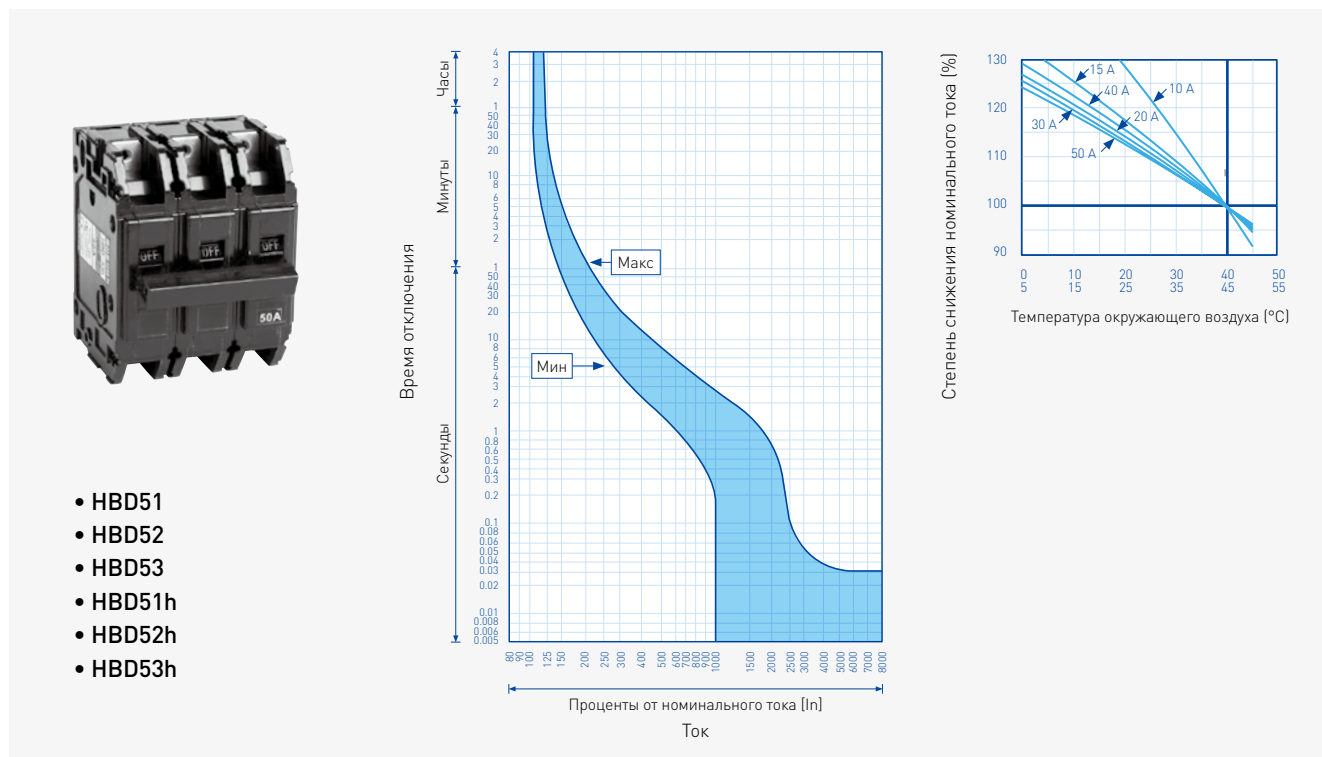 OFF
OFF
OFF
50A
• HBD51
• HBD52
• HBD53
• HBD51h
• HBD52h
• HBD53h
Время отключения
Часы
Минуты
Секунды
4
3
2
1
50
40
30
20
10
8
6
5
4
3
2
1
50
40
30
20
10
8
6
5
4
3
2
1
0.8
0.6
0.5
0.4
0.3
0.2
0.1
0.08
0.06
0.05
0.04
0.03
0.02
0.01
0.008
0.006
0.005
Макс
Мин
80 90 100 125 150 200 250 300 400 500 600 700 800 900 1000 1500 2000 2500 3000 4000 5000 6000 7000 8000
Проценты от номинального тока [In]
Ток
Степень снижения номинального тока (%)
130
120
110
100
90
15 A
10 A
40 A
20 A
30 A
50 A
0 10 20 30 40 50
5 15 25 35 45 55
Температура окружающего воздуха (°C)